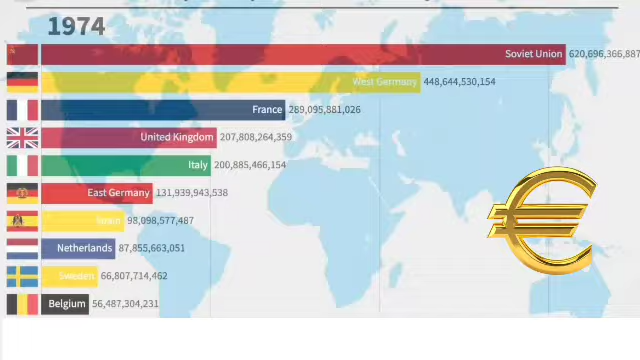 1974
Soviet Union 620,696,366,887
West Germany 448,644,530,154
France 289,095,881,026
United Kingdom 207,808,264,359
Italy 200,885,466,154
East Germany 131,939,943,538
Spain 98,098,577,487
Netherlands 87,855,663,051
Sweden 66,807,714,462
Belgium 56,487,304,231